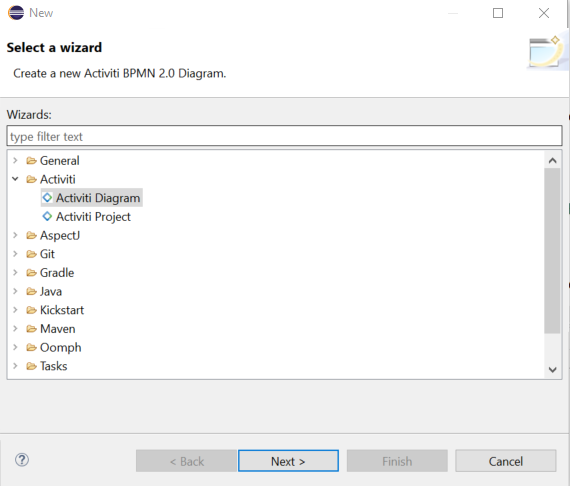 New
Select a wizard
Create a new Activiti BPMN 2.0 Diagram.
Wizards:
type filter text
General
Activiti
Activiti Diagram
Activiti Project
AspectJ
Git
Gradle
Java
Kickstart
Maven
Oomph
Tasks
? < Back Next > Finish Cancel